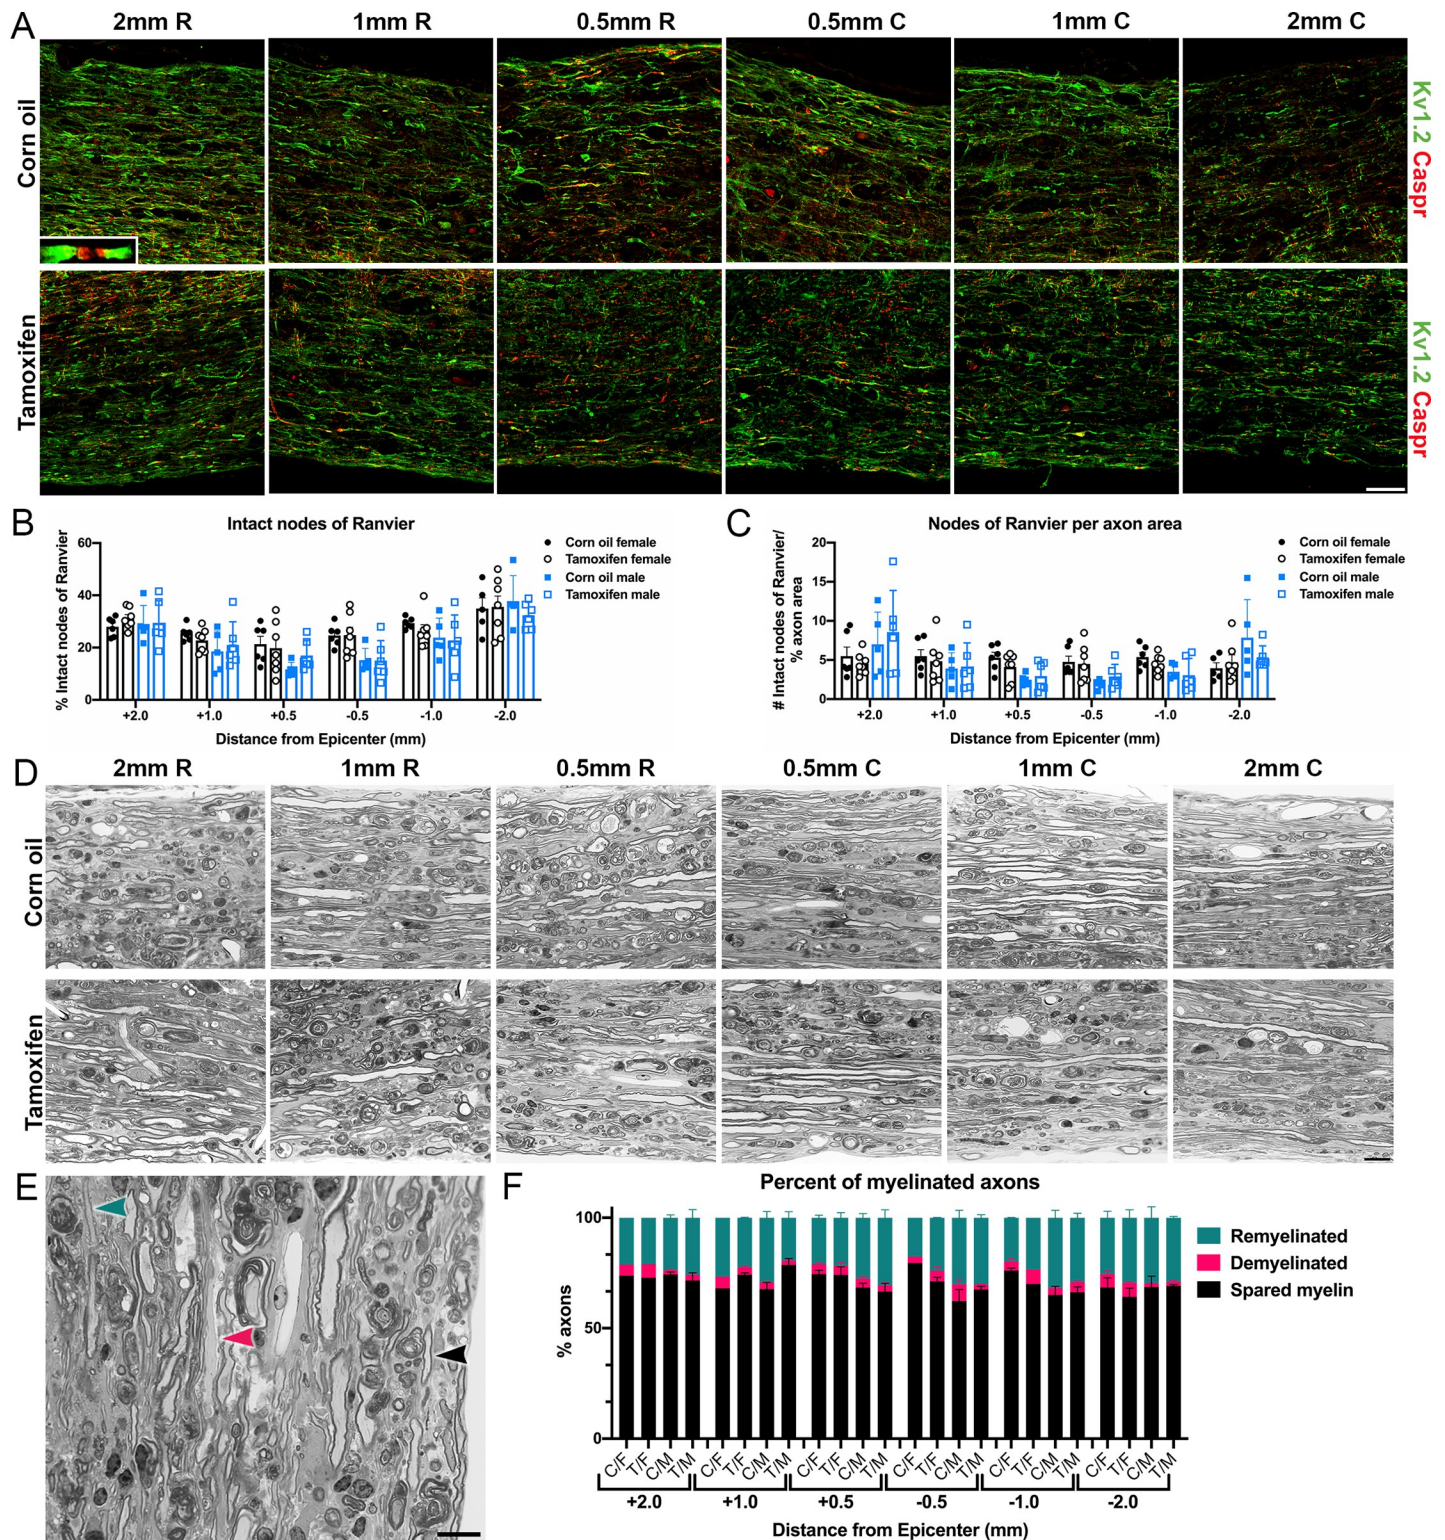 A
2mm R 1mm R 0.5mm R 0.5mm C 1mm C 2mm C
Corn oil
Kv1.2 Caspr
Tamoxifen
Kv1.2 Caspr
B
Intact nodes of Ranvier
% Intact nodes of Ranvier
60
40
20
0
+2.0 +1.0 +0.5 -0.5 -1.0 -2.0
Distance from Epicenter (mm)
Corn oil female
Tamoxifen female
Corn oil male
Tamoxifen male
C
Nodes of Ranvier per axon area
# Intact nodes of Ranvier/
% axon area
20
15
10
5
0
+2.0 +1.0 +0.5 -0.5 -1.0 -2.0
Distance from Epicenter (mm)
Corn oil female
Tamoxifen female
Corn oil male
Tamoxifen male
D
2mm R 1mm R 0.5mm R 0.5mm C 1mm C 2mm C
Corn oil
Tamoxifen
E
F
Percent of myelinated axons
% axons
100
50
0
C/F T/F C/M T/M C/F T/F C/M T/M C/F T/F C/M T/M C/F T/F C/M T/M C/F T/F C/M T/M C/F T/F C/M T/M
+2.0 +1.0 +0.5 -0.5 -1.0 -2.0
Distance from Epicenter (mm)
Remyelinated
Demyelinated
Spared myelin